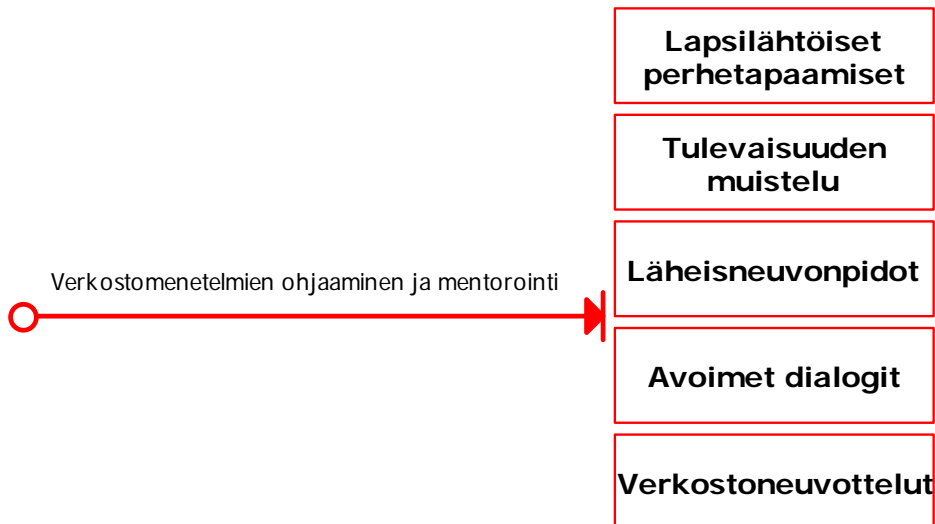 Lapsilähtöiset
perhetapaamiset
Tulevaisuuden
muistelu
Verkostomenetelmien ohjaaminen ja mentorointi
Läheisneuvonpidot
Avoimet dialogit
Verkostoneuvottelut